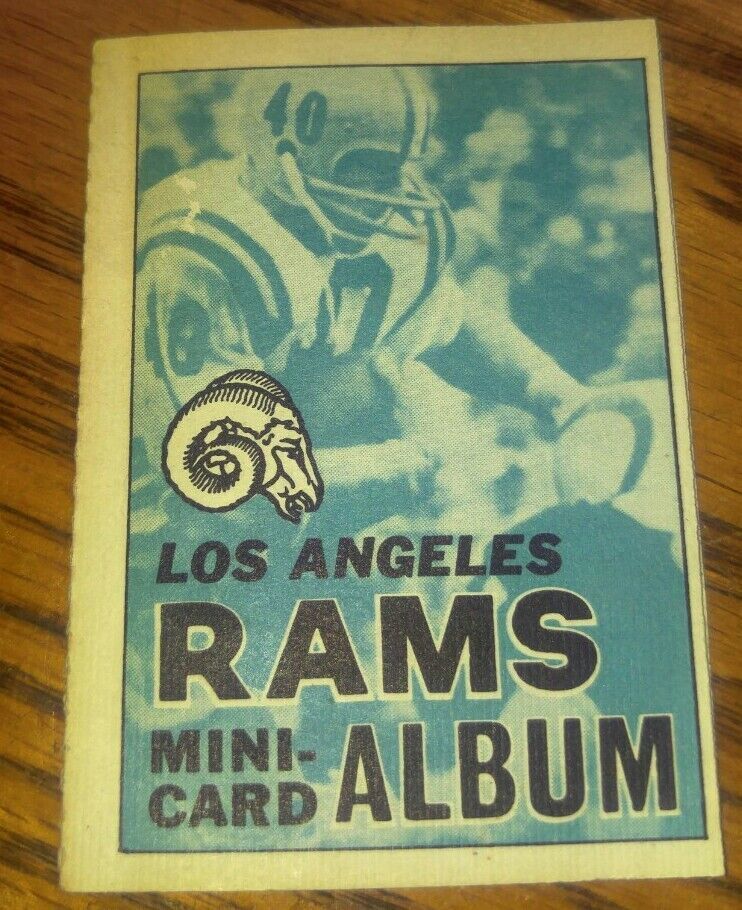 40
LOS ANGELES
RAMS
MINI-
CARD ALBUM